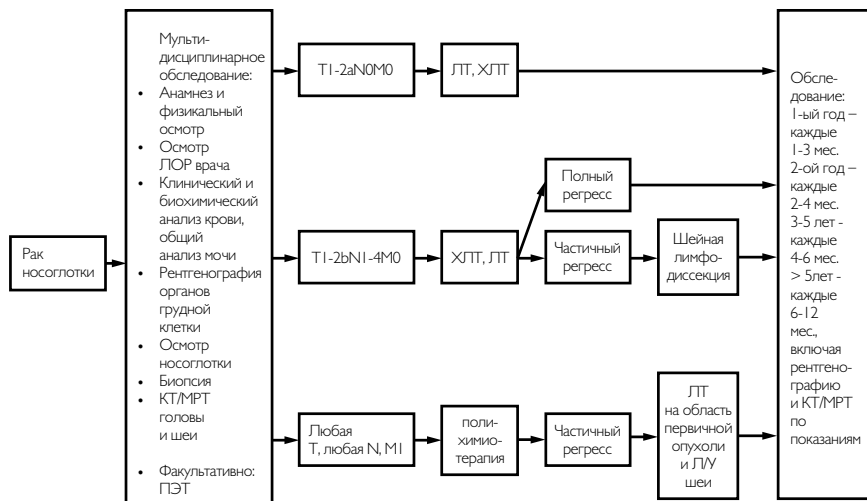 Рак
носоглотки
Мульти-
дисциплинарное
обследование:
• Анамнез и
физикальный
осмотр
• Осмотр
ЛОР врача
• Клинический и
биохимический
анализ крови,
общий
анализ мочи
• Рентгенография
органов
грудной
клетки
• Осмотр
носоглотки
• Биопсия
• КТ/МРТ
головы
и шеи
• Факультативно:
ПЭТ
T1-2aN0M0
ЛТ, ХЛТ
T1-2bN1-4M0
ХЛТ, ЛТ
Полный
регресс
Частичный
регресс
Шейная
лимфо-
диссекция
Любая
T, любая N, M1
поли-
химио-
терапия
Частичный
регресс
ЛТ
на область
первичной
опухоли
и Л/У
шеи
Обсле-
дование:
1-ый год –
каждые
1-3 мес.
2-ой год –
каждые
2-4 мес.
3-5 лет -
каждые
4-6 мес.
> 5лет -
каждые
6-12
мес.,
включая
рентгено-
графию
и КТ/МРТ
по
показаниям